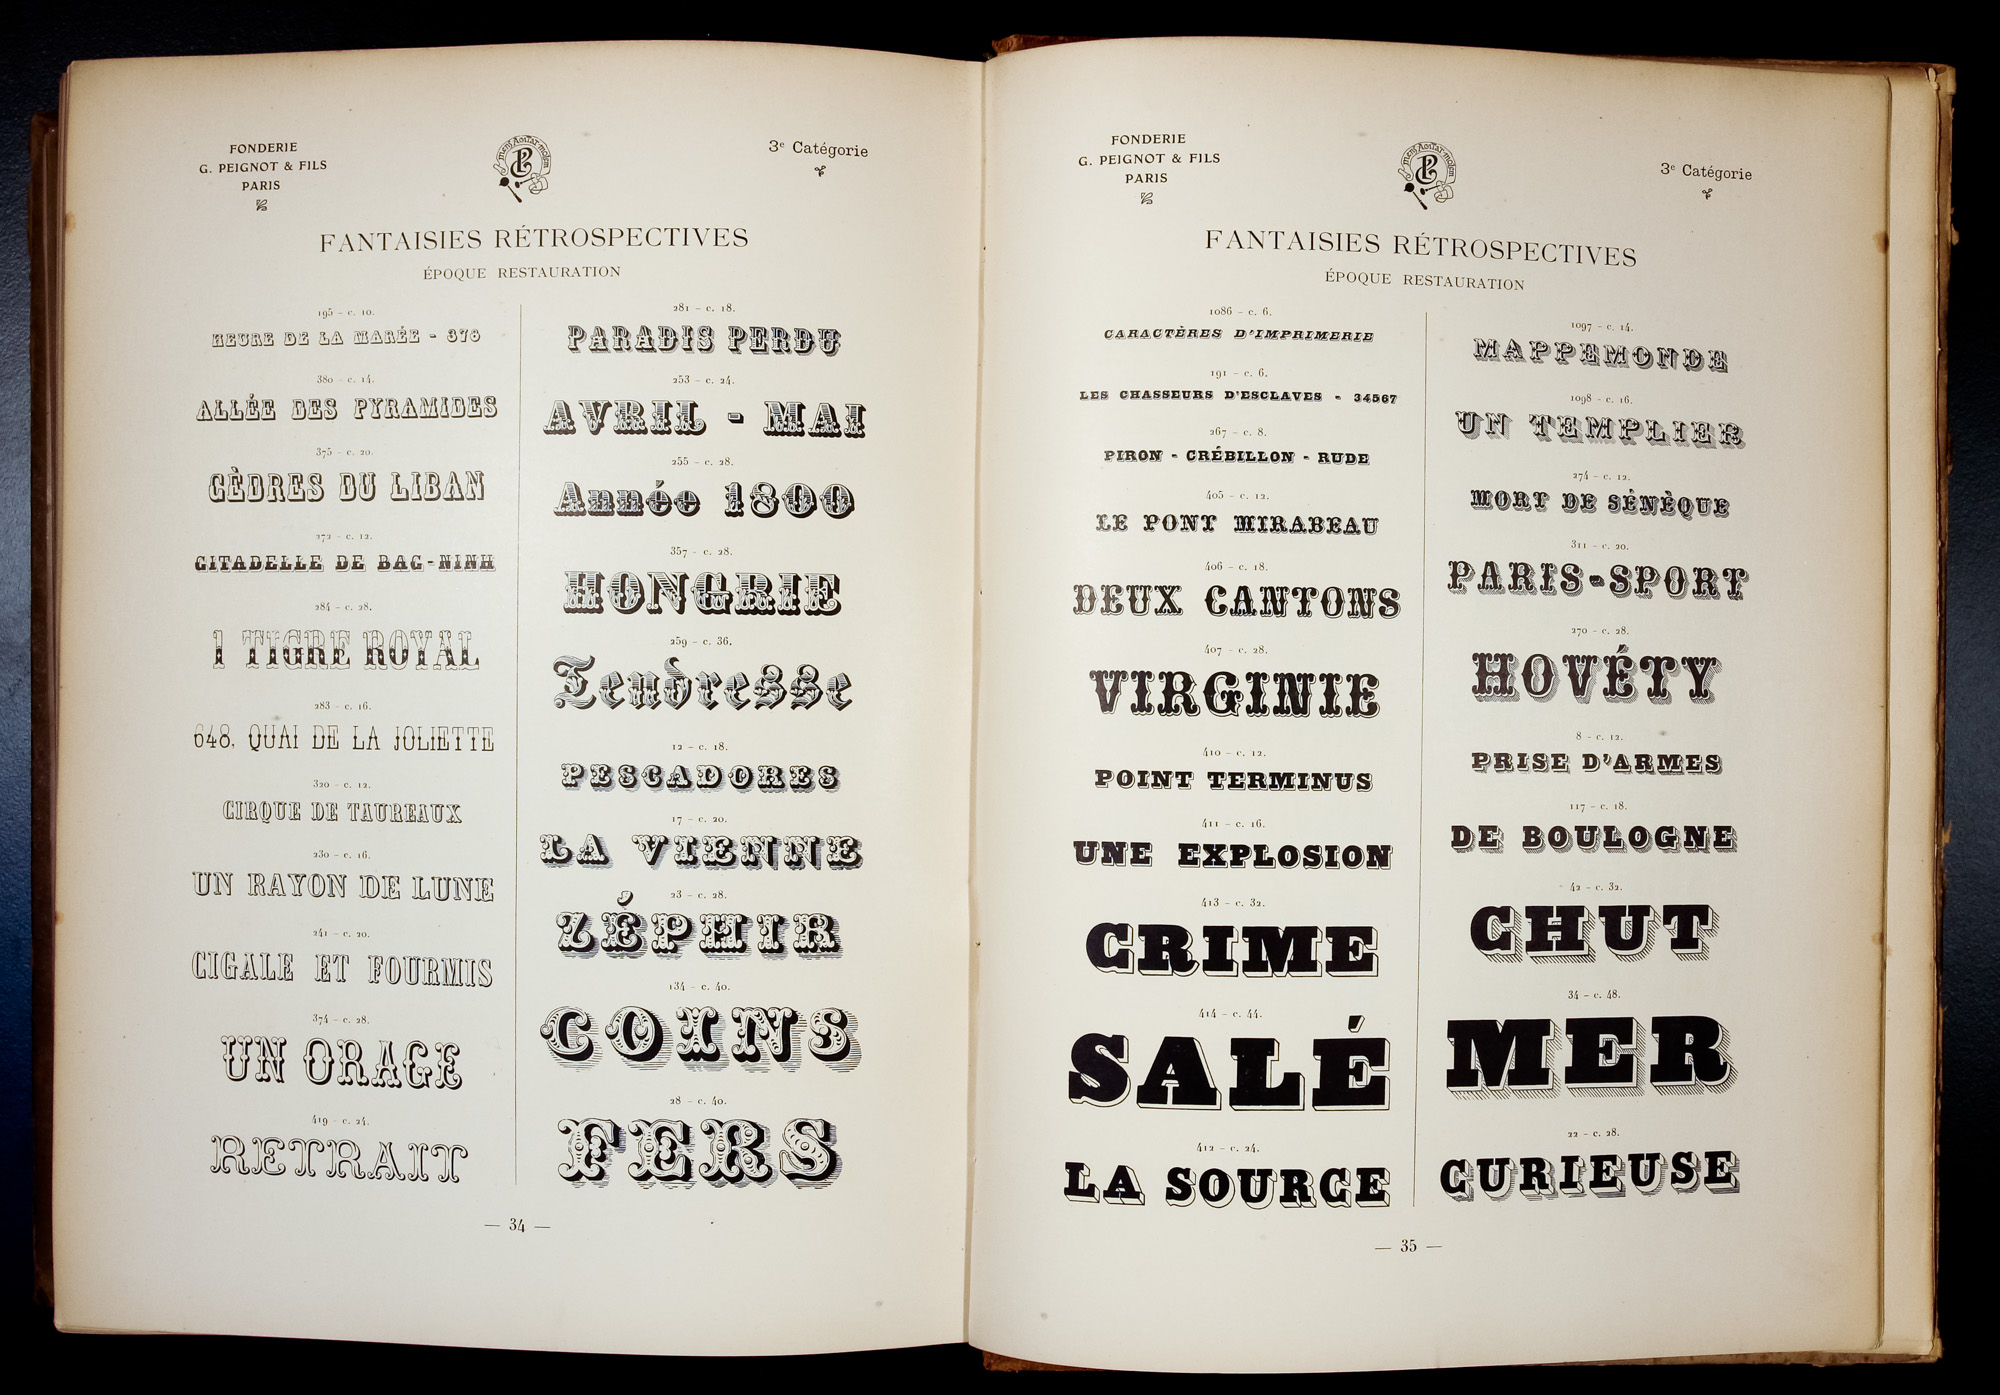 FONDERIE
G. PEIGNOT & FILS
PARIS
3e Catégorie
FANTAISIES RÉTROSPECTIVES
ÉPOQUE RESTAURATION
195 – c. 10.
HEURE DE LA MARÉE - 378
380 – c. 14.
ALLÉE DES PYRAMIDES
375 – c. 20.
CÈDRES DU LIBAN
272 – c. 12.
CITADELLE DE BAC-NINH
284 – c. 28.
1 TIGRE ROYAL
283 – c. 16.
648, QUAI DE LA JOLIETTE
320 – c. 12.
CIRQUE DE TAUREAUX
230 – c. 16.
UN RAYON DE LUNE
241 – c. 20.
CIGALE ET FOURMIS
374 – c. 28.
UN ORAGE
419 – c. 24.
RETRAIT
281 – c. 18.
PARADIS PERDU
253 – c. 24.
AVRIL - MAI
255 – c. 28.
Année 1800
357 – c. 28.
HONGRIE
259 – c. 36.
Tendresse
12 – c. 18.
PESCADORES
17 – c. 20.
LA VIENNE
23 – c. 28.
ZÉPHIR
134 – c. 40.
COINS
28 – c. 40.
FERS
— 34 —
FONDERIE
G. PEIGNOT & FILS
PARIS
3e Catégorie
FANTAISIES RÉTROSPECTIVES
ÉPOQUE RESTAURATION
1086 – c. 6.
CARACTÈRES D'IMPRIMERIE
191 – c. 6.
LES CHASSEURS D'ESCLAVES - 34567
267 – c. 8.
PIRON - CRÉBILLON - RUDE
405 – c. 12.
LE PONT MIRABEAU
406 – c. 18.
DEUX CANTONS
407 – c. 28.
VIRGINIE
410 – c. 12.
POINT TERMINUS
411 – c. 16.
UNE EXPLOSION
413 – c. 32.
CRIME
414 – c. 44.
SALÉ
412 – c. 24.
LA SOURCE
1097 – c. 14.
MAPPEMONDE
1098 – c. 16.
UN TEMPLIER
274 – c. 12.
MORT DE SÉNÈQUE
311 – c. 20.
PARIS-SPORT
270 – c. 28.
HOVÉTY
8 – c. 12.
PRISE D'ARMES
117 – c. 18.
DE BOULOGNE
42 – c. 32.
CHUT
34 – c. 48.
MER
22 – c. 28.
CURIEUSE
— 35 —